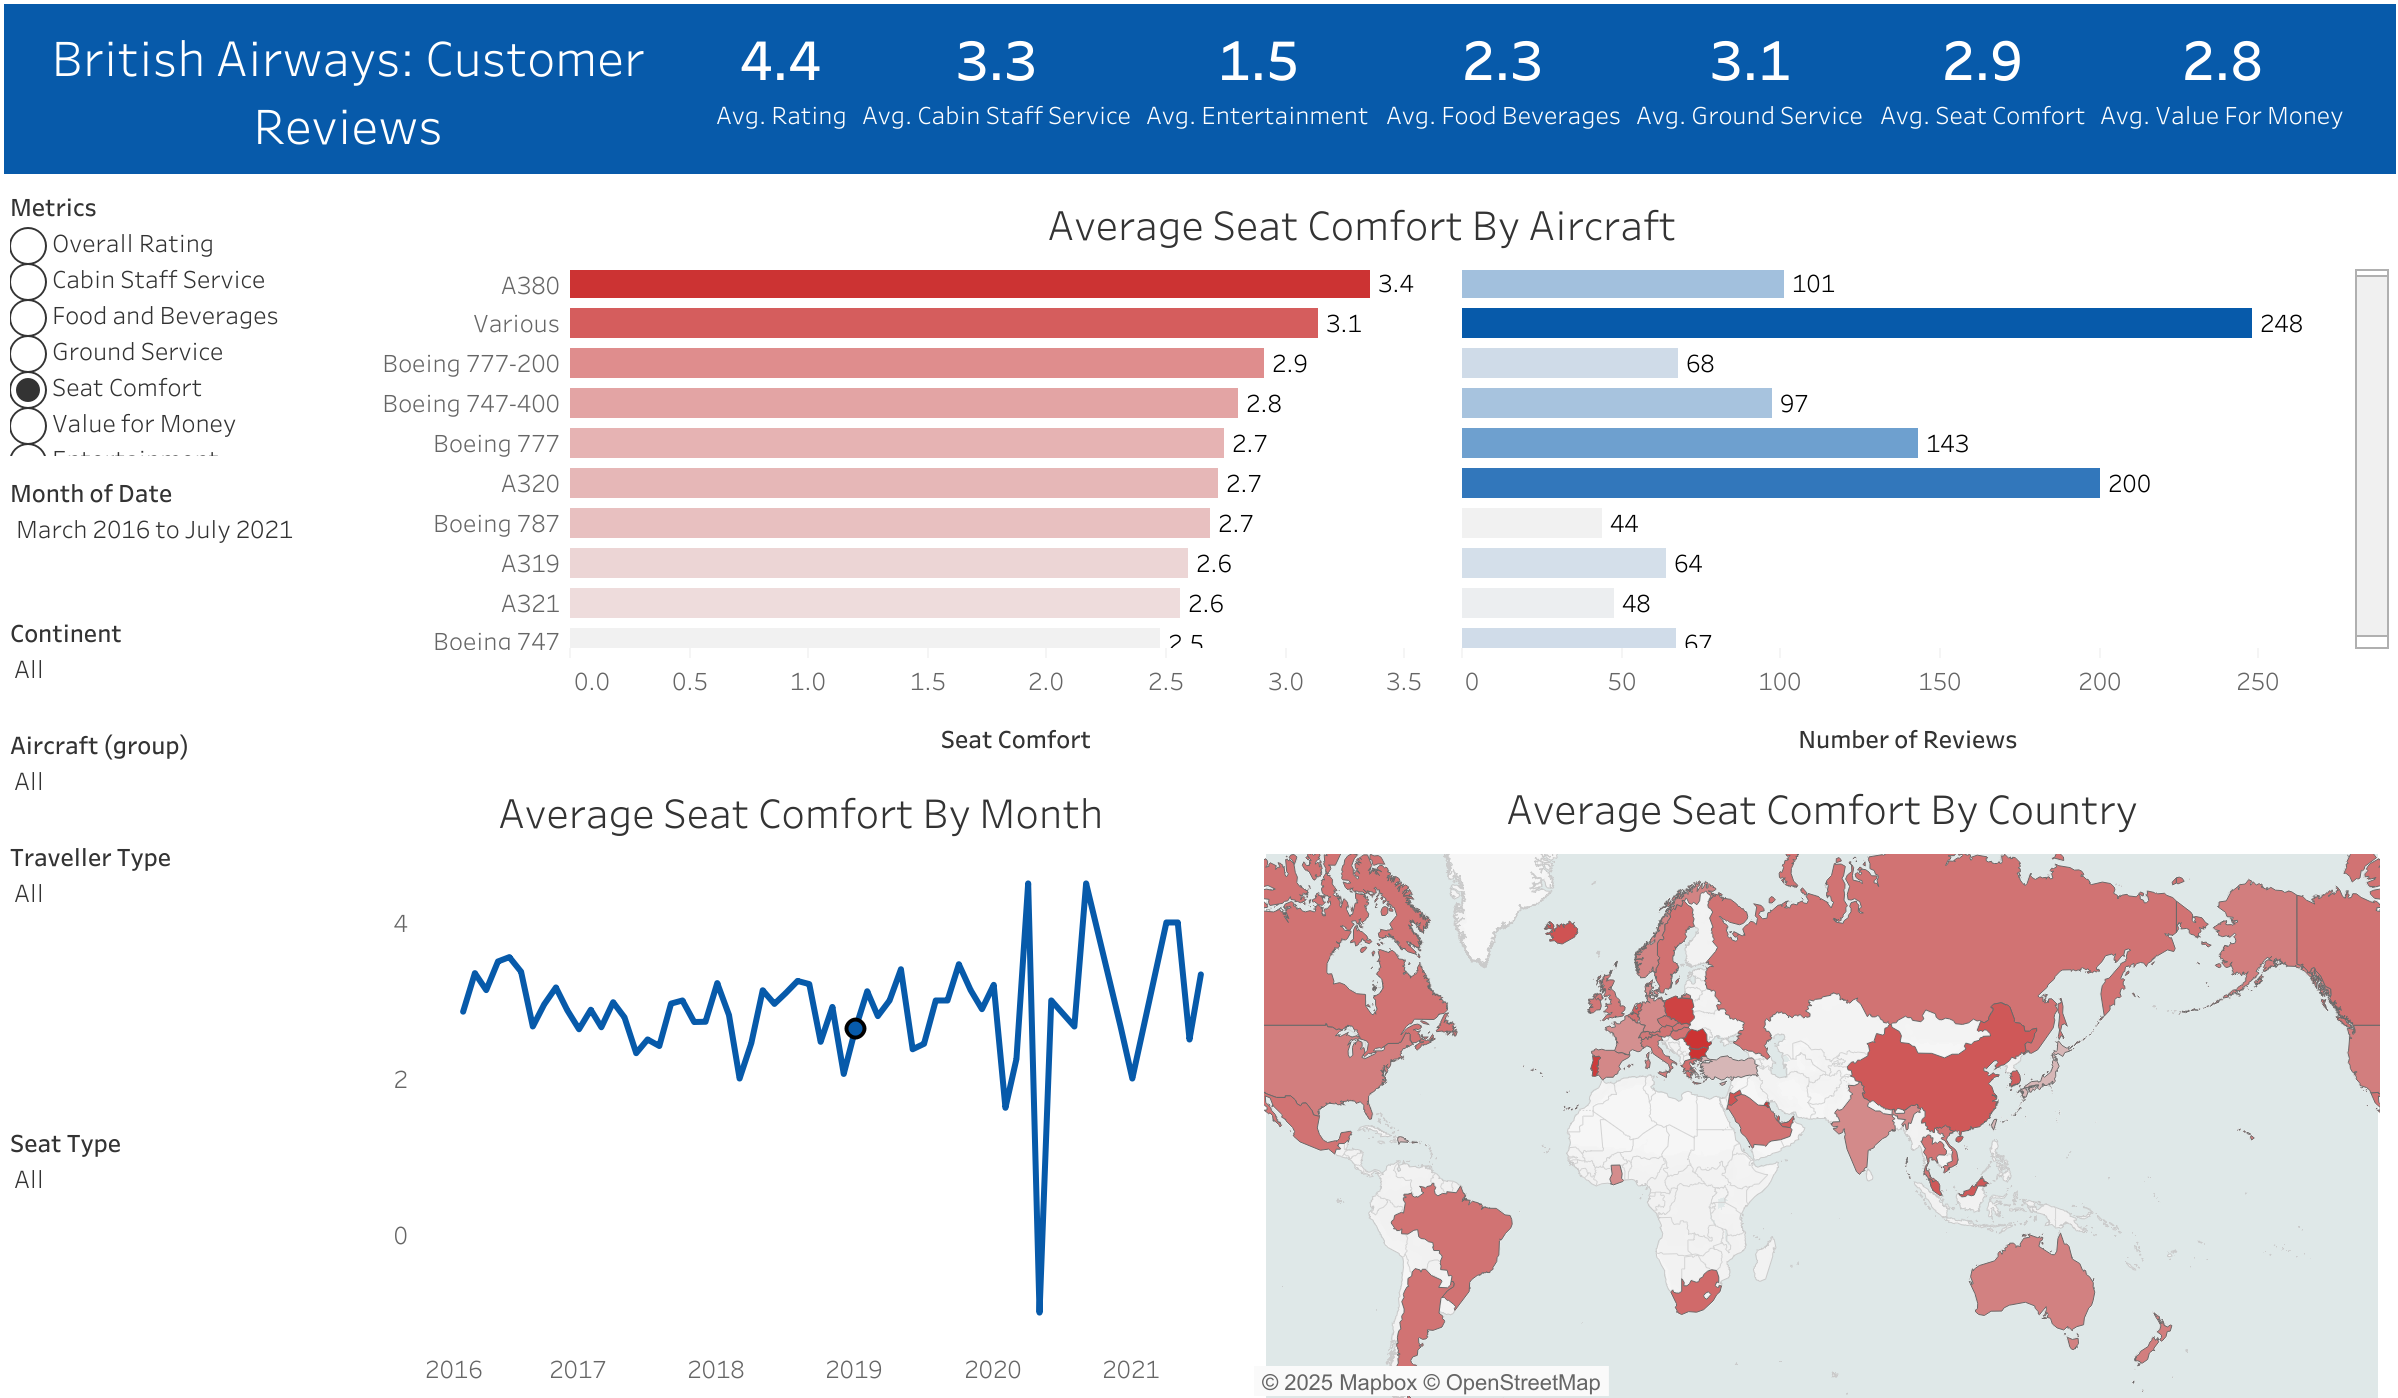 British Airways: Customer
Reviews
4.4
Avg. Rating
3.3
Avg. Cabin Staff Service
1.5
Avg. Entertainment
2.3
Avg. Food Beverages
3.1
Avg. Ground Service
2.9
Avg. Seat Comfort
2.8
Avg. Value For Money
Metrics
Overall Rating
Cabin Staff Service
Food and Beverages
Ground Service
Seat Comfort
Value for Money
Entertainment
Month of Date
March 2016 to July 2021
Continent
All
Aircraft (group)
All
Traveller Type
All
Seat Type
All
Average Seat Comfort By Aircraft
A380 3.4 101
Various 3.1 248
Boeing 777-200 2.9 68
Boeing 747-400 2.8 97
Boeing 777 2.7 143
A320 2.7 200
Boeing 787 2.7 44
A319 2.6 64
A321 2.6 48
Boeing 747 2.5 67
0.0 0.5 1.0 1.5 2.0 2.5 3.0 3.5
0 50 100 150 200 250
Seat Comfort
Number of Reviews
Average Seat Comfort By Month
4
2
0
2016 2017 2018 2019 2020 2021
Average Seat Comfort By Country
© 2025 Mapbox © OpenStreetMap